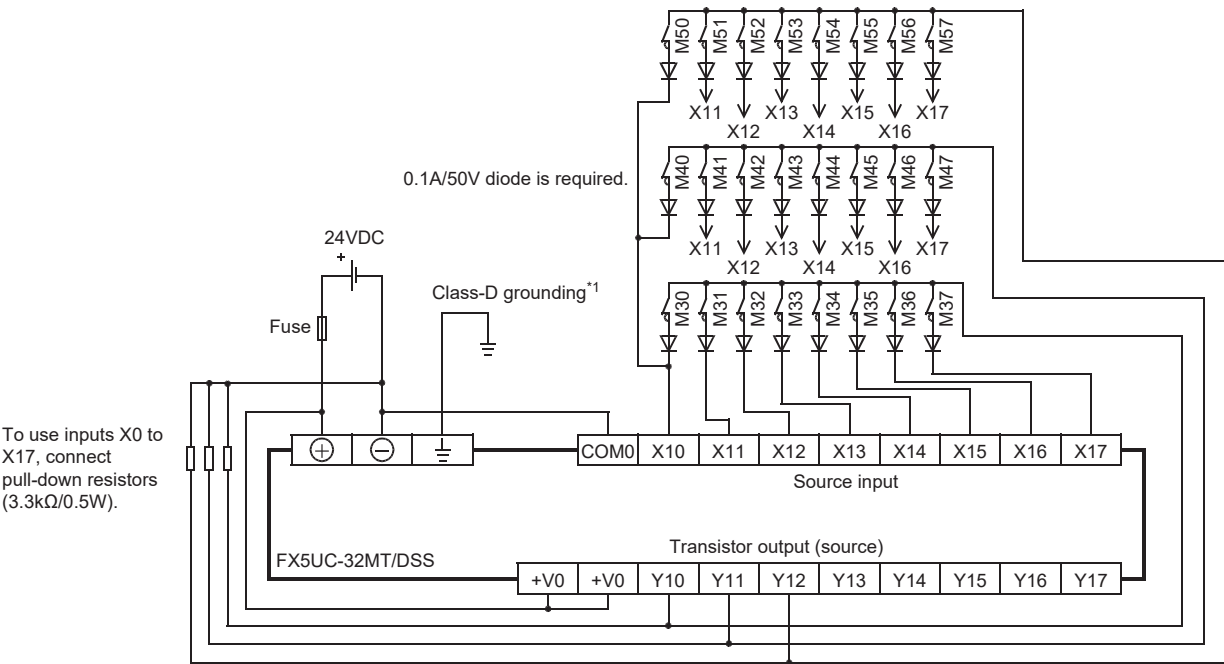 M50 M51 M52 M53 M54 M55 M56 M57
X11 X13 X15 X17
X12 X14 X16
0.1A/50V diode is required.
M40 M41 M42 M43 M44 M45 M46 M47
X11 X13 X15 X17
X12 X14 X16
24VDC
+
Class-D grounding*1
M30 M31 M32 M33 M34 M35 M36 M37
Fuse
To use inputs X0 to
X17, connect
pull-down resistors
(3.3kΩ/0.5W).
+ −
COM0 X10 X11 X12 X13 X14 X15 X16 X17
Source input
FX5UC-32MT/DSS
Transistor output (source)
+V0 +V0 Y10 Y11 Y12 Y13 Y14 Y15 Y16 Y17